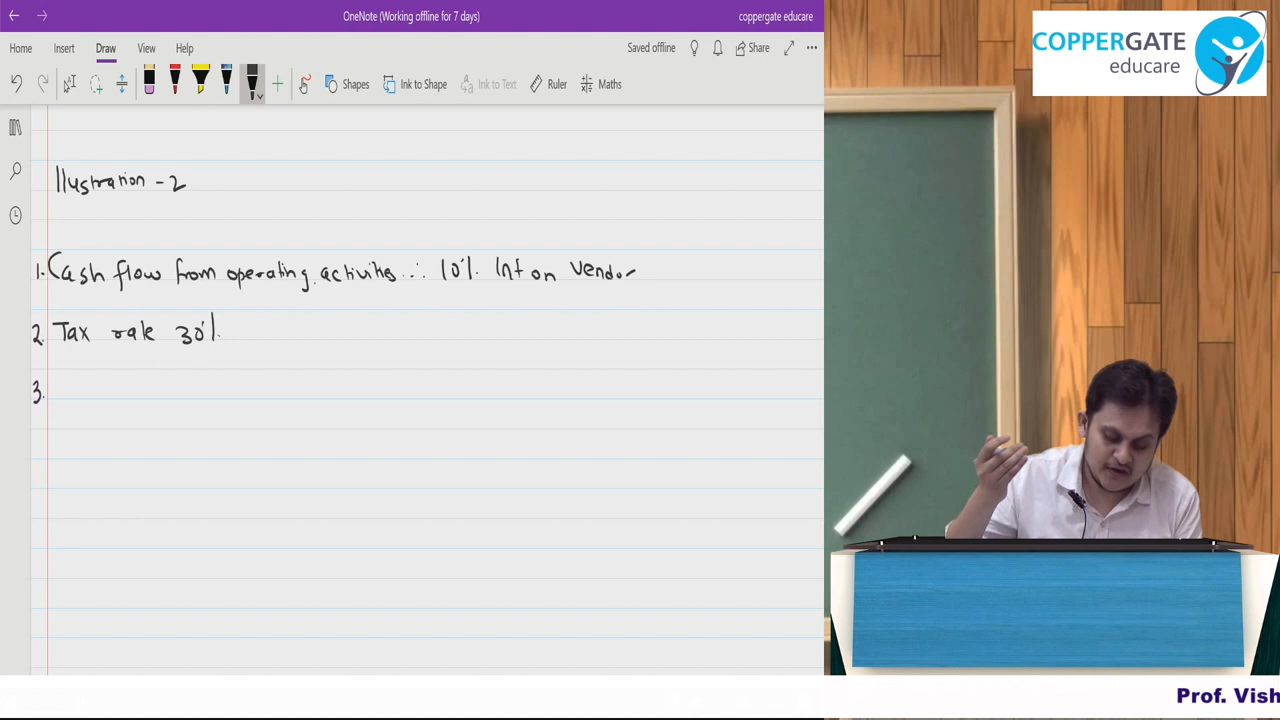 OneNote (Working offline for 7 days)
coppergate educare
Home Insert Draw View Help
Saved offline
Share
Shapes
Ink to Shape
Ink to Text
Ruler
Maths
COPPERGATE
educare
Illustration - 2
1. Cash flow from operating activities ∴ 10% Int on Vendor
2. Tax rate 30%.
3.
Prof. Vish